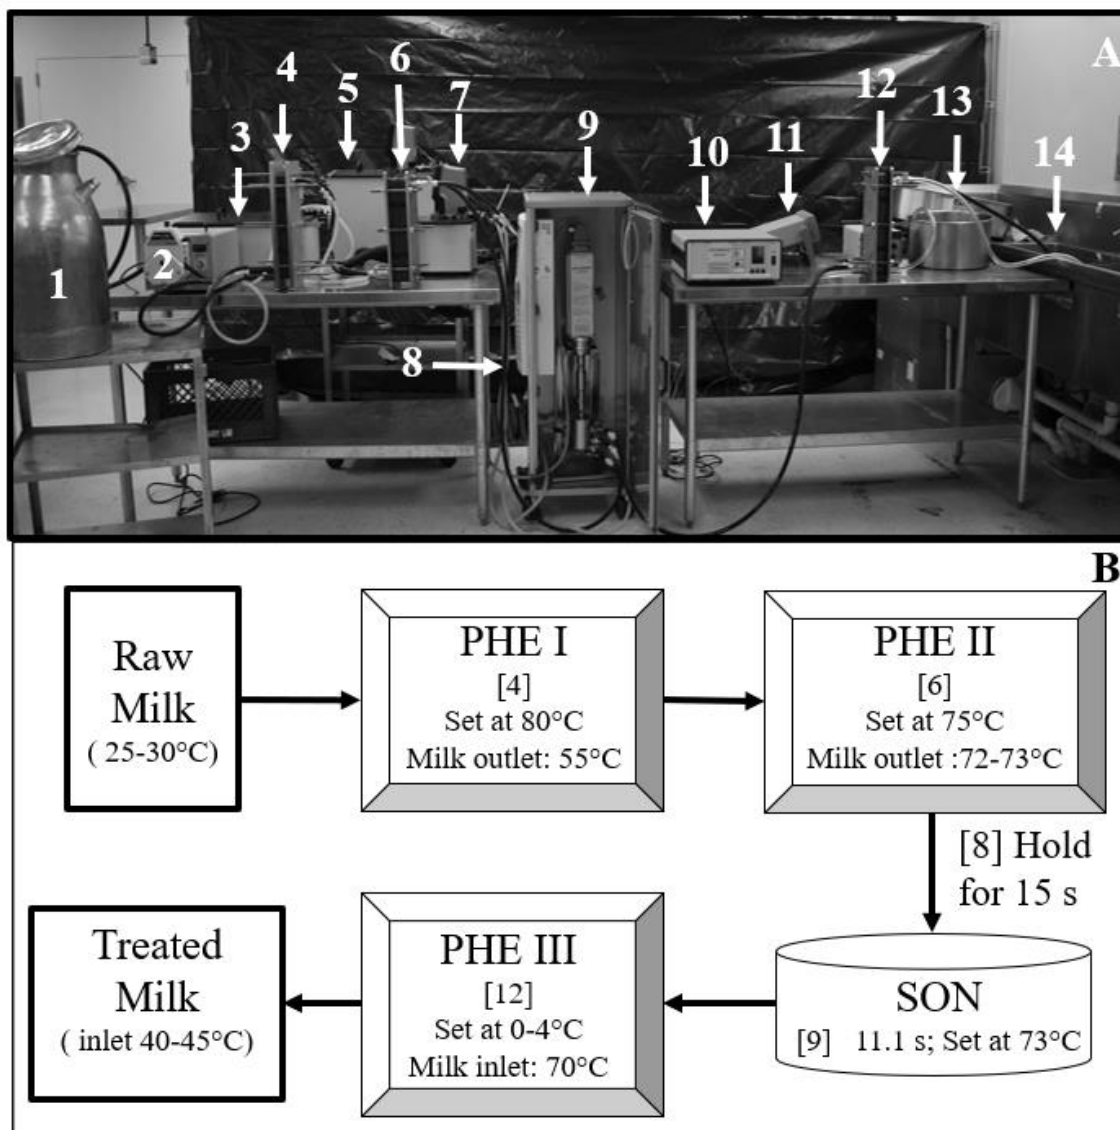 A
1
2
3
4
5
6
7
8
9
10
11
12
13
14
B
Raw
Milk
( 25-30°C)
PHE I
[4]
Set at 80°C
Milk outlet: 55°C
PHE II
[6]
Set at 75°C
Milk outlet :72-73°C
[8] Hold
for 15 s
SON
[9] 11.1 s; Set at 73°C
PHE III
[12]
Set at 0-4°C
Milk inlet: 70°C
Treated
Milk
( inlet 40-45°C)